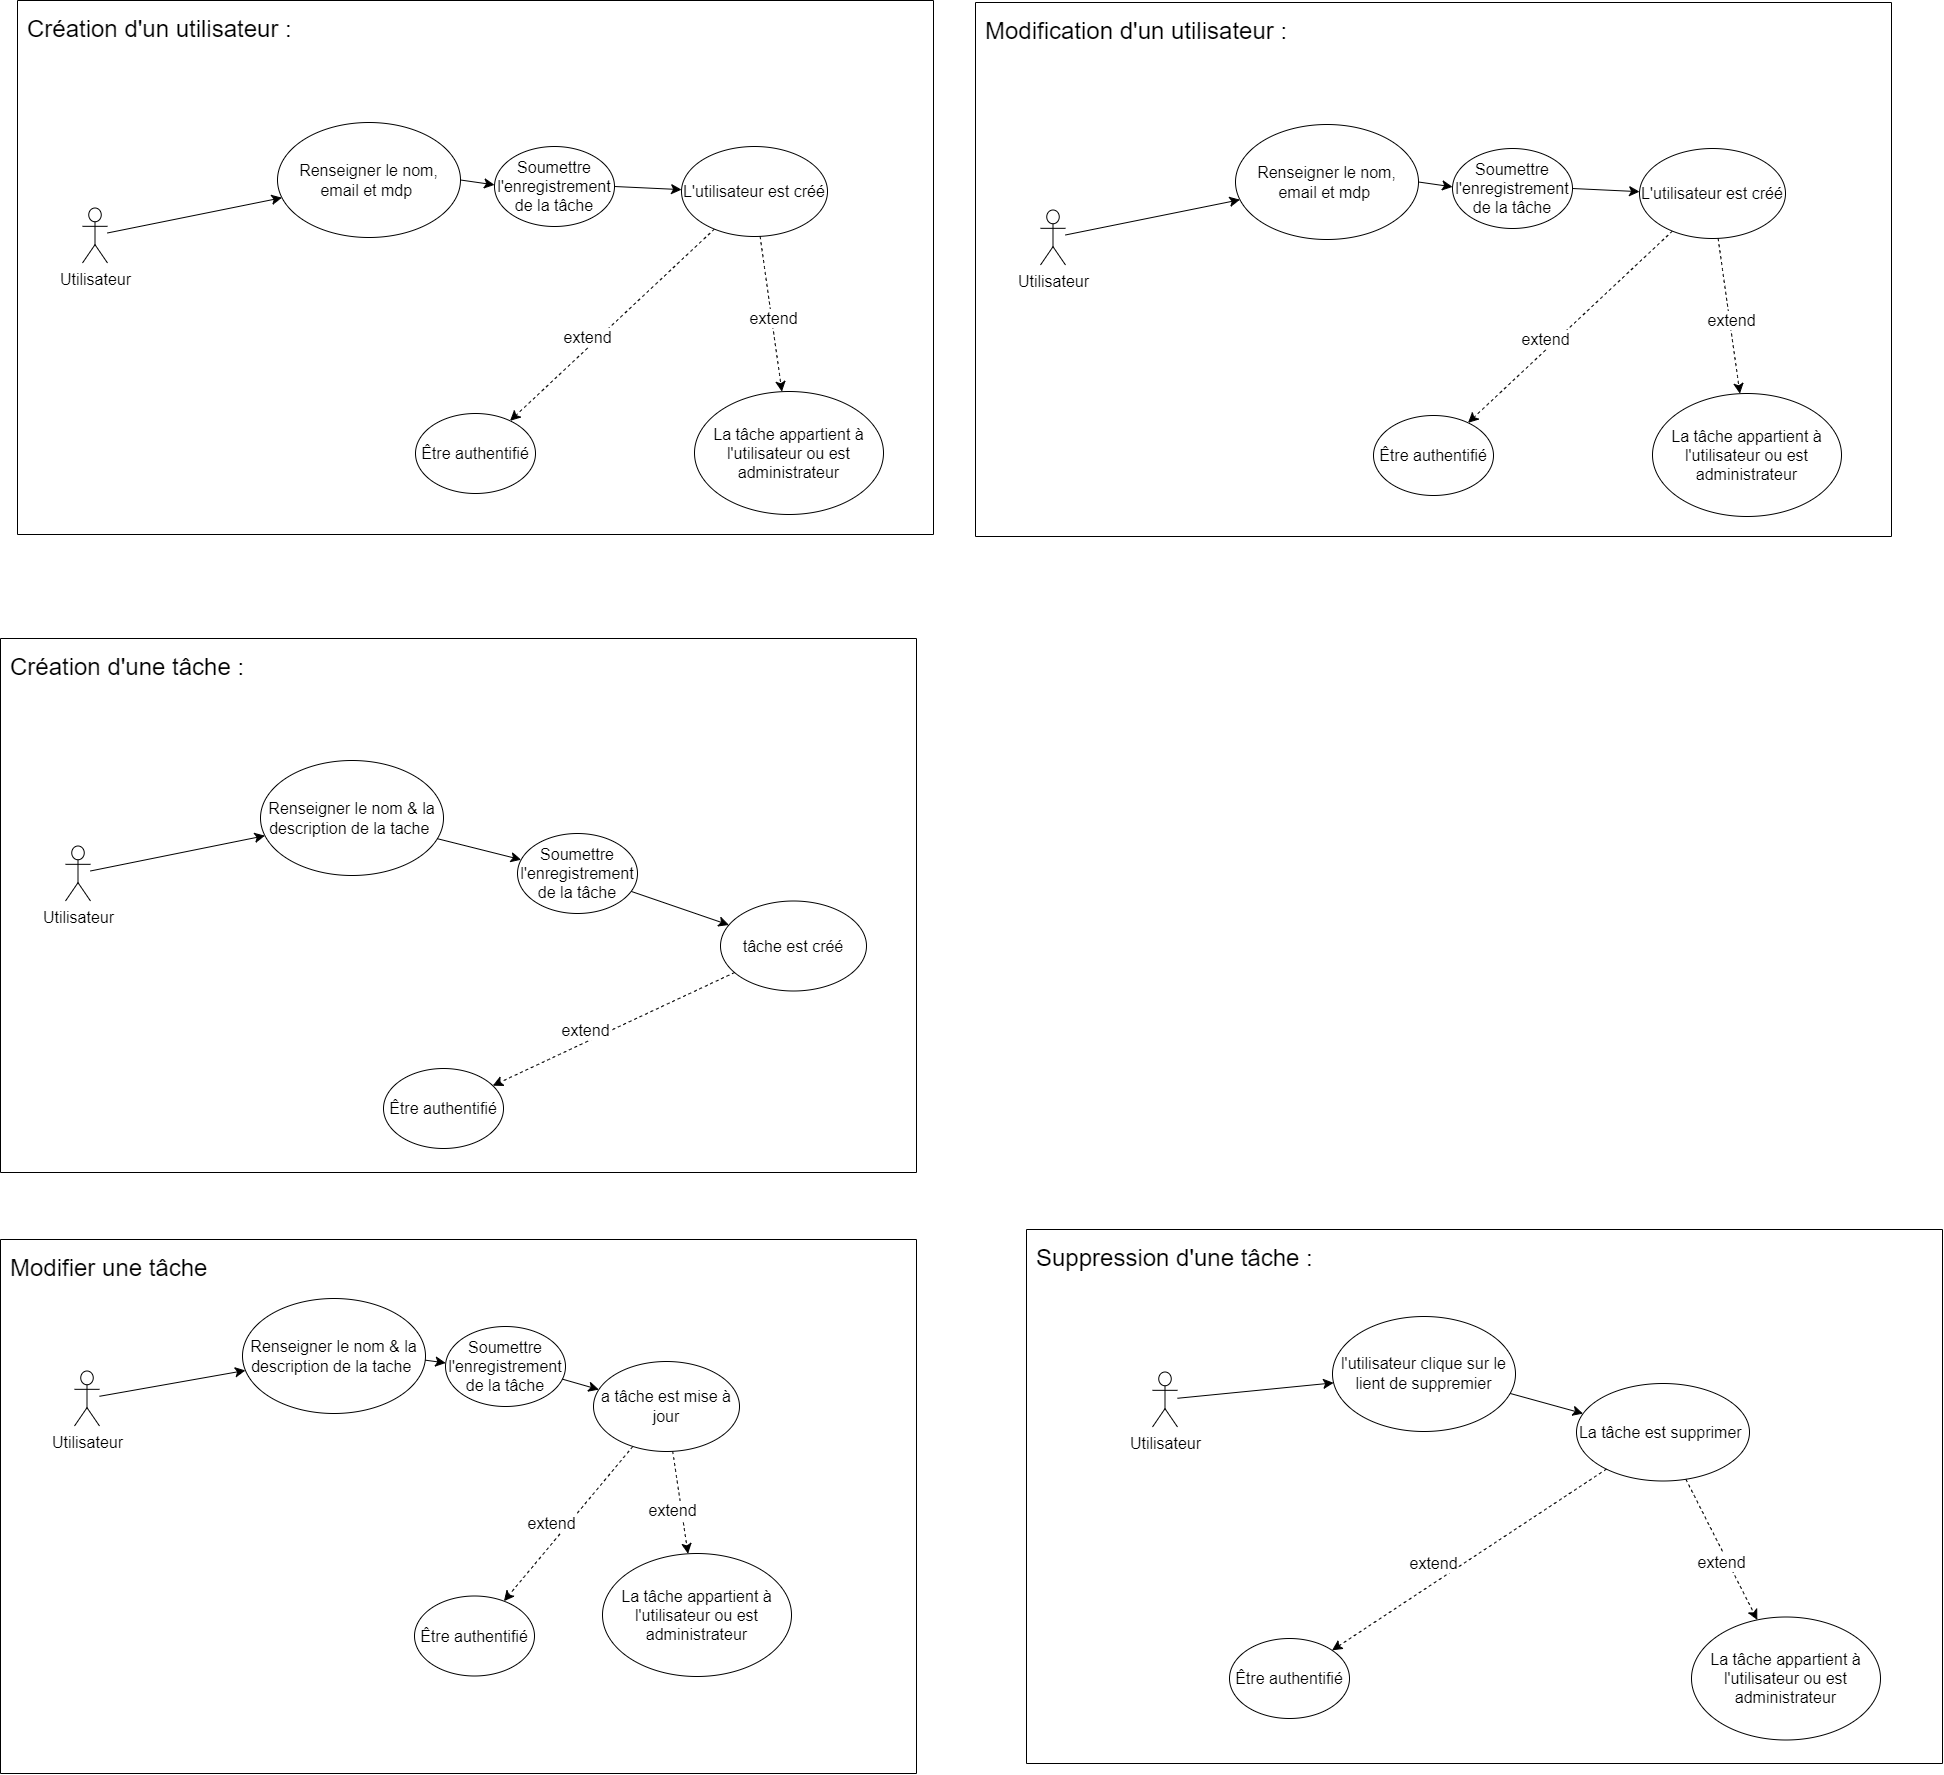 Création d'un utilisateur :
Renseigner le nom,
email et mdp
Soumettre
l'enregistrement
de la tâche
L'utilisateur est créé
Utilisateur
extend
extend
Être authentifié
La tâche appartient à
l'utilisateur ou est
administrateur
Modification d'un utilisateur :
Renseigner le nom,
email et mdp
Soumettre
l'enregistrement
de la tâche
L'utilisateur est créé
Utilisateur
extend
extend
Être authentifié
La tâche appartient à
l'utilisateur ou est
administrateur
Création d'une tâche :
Renseigner le nom & la
description de la tache
Soumettre
l'enregistrement
de la tâche
Utilisateur
tâche est créé
extend
Être authentifié
Modifier une tâche
Renseigner le nom & la
description de la tache
Soumettre
l'enregistrement
de la tâche
a tâche est mise à
jour
Utilisateur
extend
extend
Être authentifié
La tâche appartient à
l'utilisateur ou est
administrateur
Suppression d'une tâche :
l'utilisateur clique sur le
lient de suppremier
La tâche est supprimer
Utilisateur
extend
extend
Être authentifié
La tâche appartient à
l'utilisateur ou est
administrateur